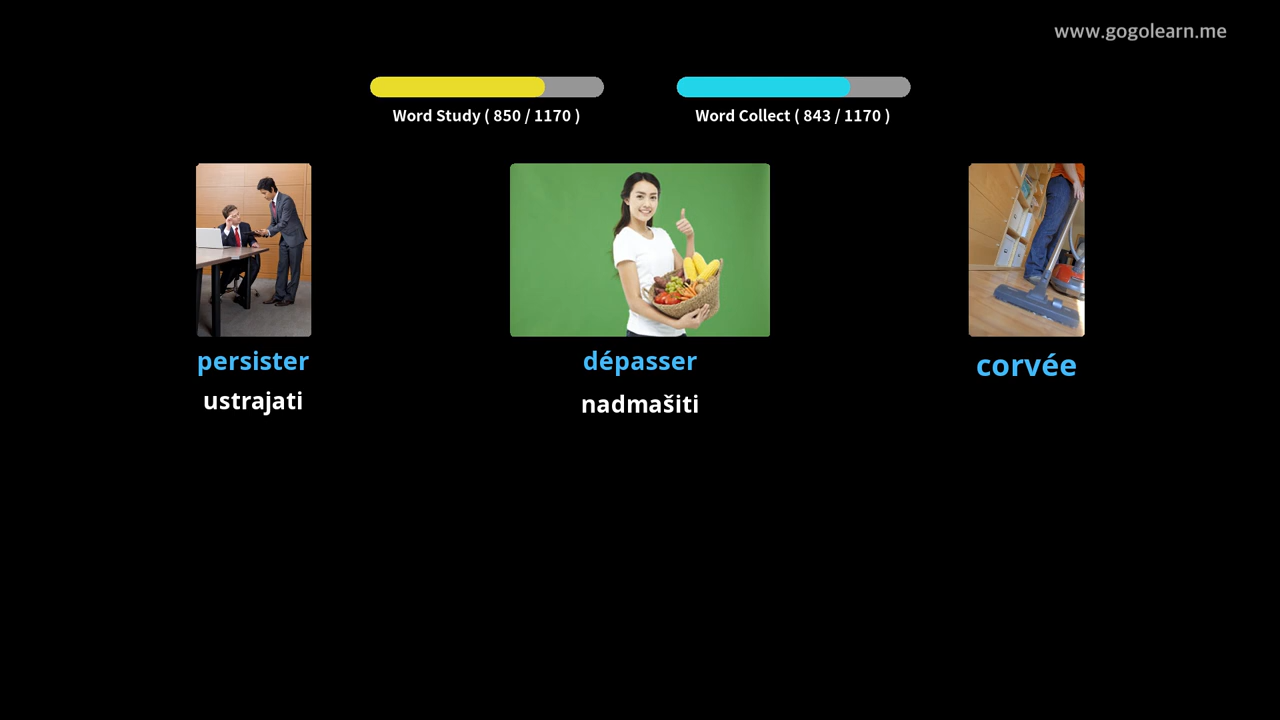 www.gogolearn.me
Word Study ( 850 / 1170 )
Word Collect ( 843 / 1170 )
persister
ustrajati
dépasser
nadmašiti
corvée